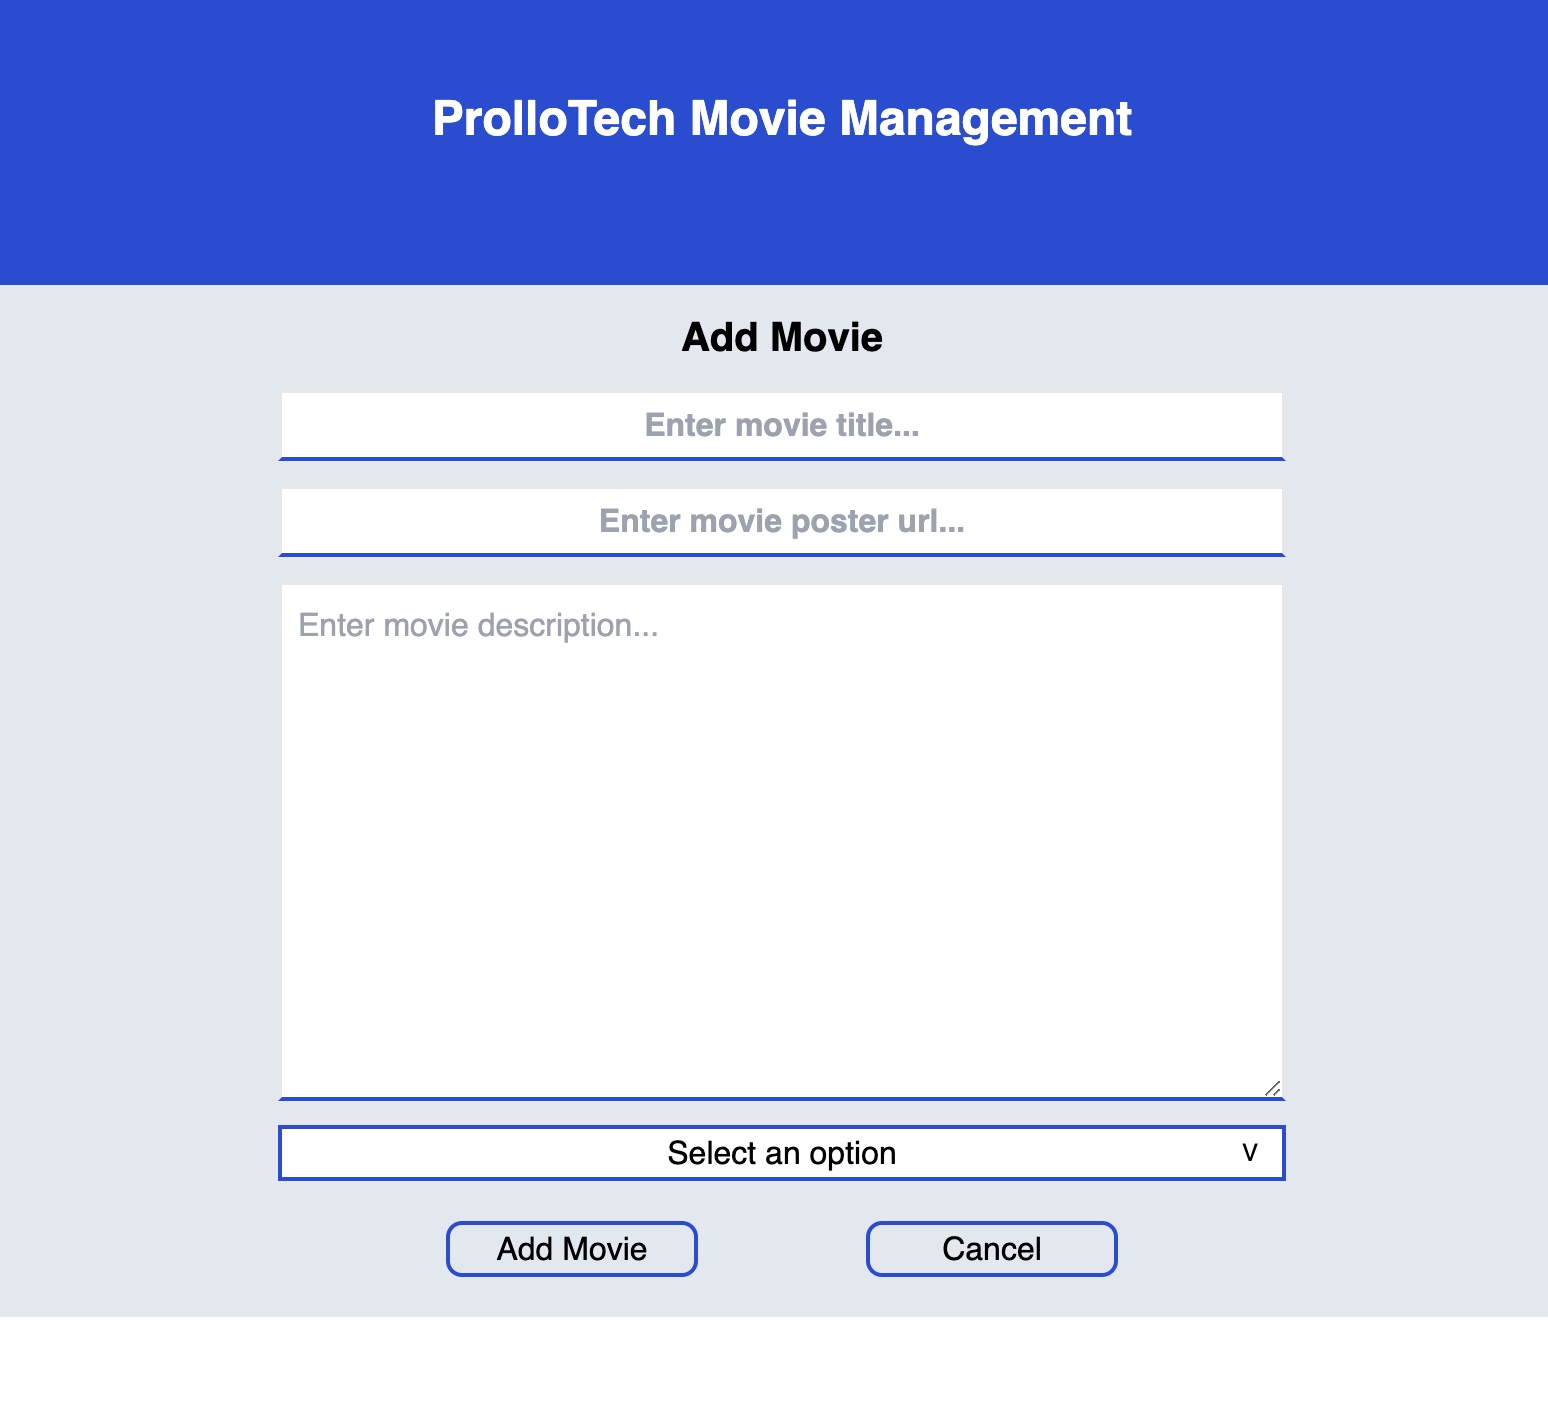 ProlloTech Movie Management
Add Movie
Enter movie title...
Enter movie poster url...
Enter movie description...
Select an option V
Add Movie Cancel